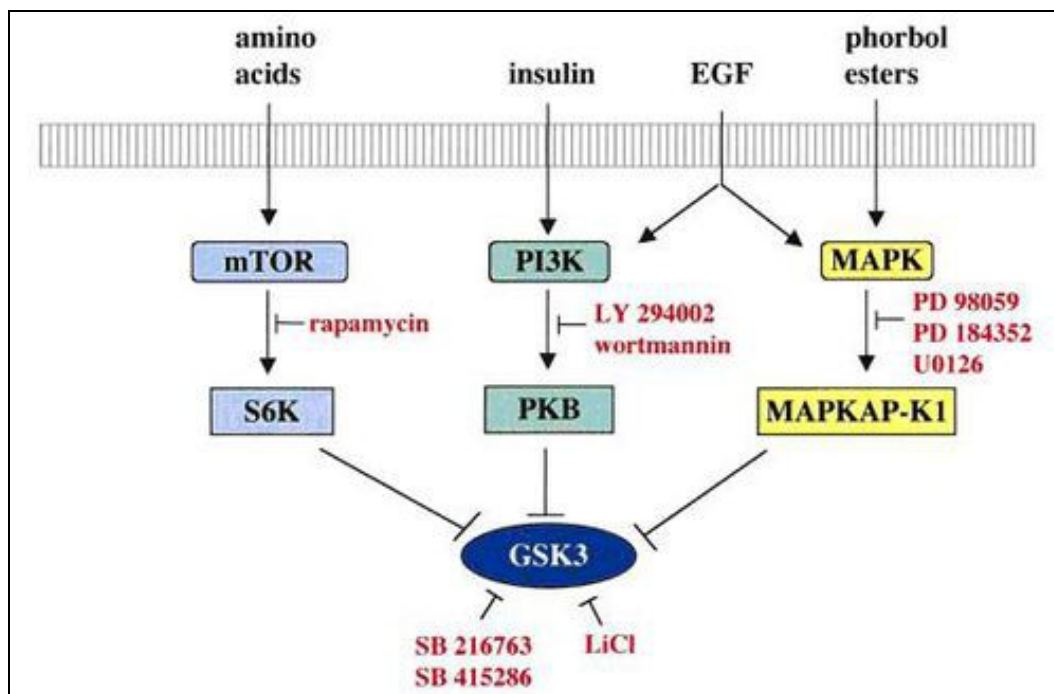 amino
acids
insulin
EGF
phorbol
esters
mTOR
PI3K
MAPK
rapamycin
LY 294002
wortmannin
PD 98059
PD 184352
U0126
S6K
PKB
MAPKAP-K1
GSK3
SB 216763
SB 415286
LiCl